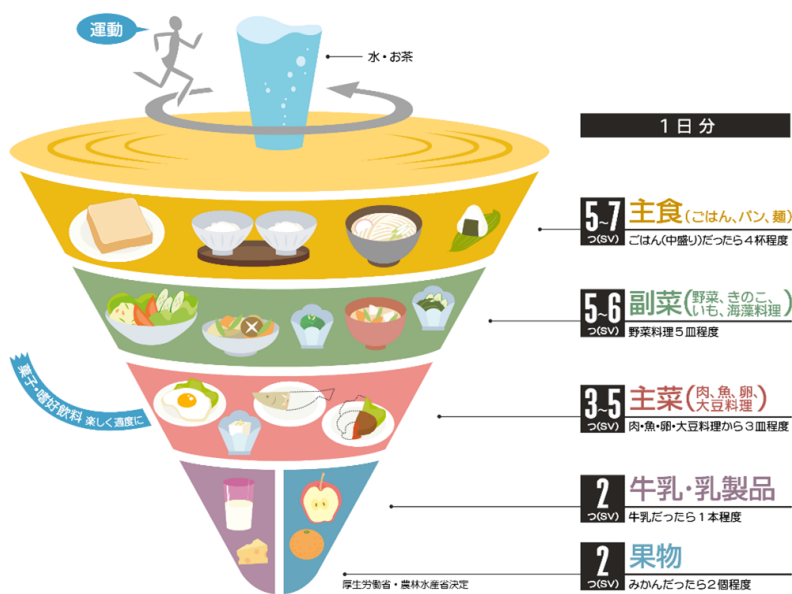 運動
水・お茶
1日分
5~7
つ(SV)
主食(ごはん、パン、麺)
ごはん(中盛り)だったら4杯程度
5~6
つ(SV)
副菜(野菜、きのこ、
いも、海藻料理)
野菜料理5皿程度
菓子・嗜好飲料 楽しく適度に
3~5
つ(SV)
主菜(肉、魚、卵、
大豆料理)
肉・魚・卵・大豆料理から3皿程度
2
つ(SV)
牛乳・乳製品
牛乳だったら1本程度
2
つ(SV)
果物
みかんだったら2個程度
厚生労働省・農林水産省決定